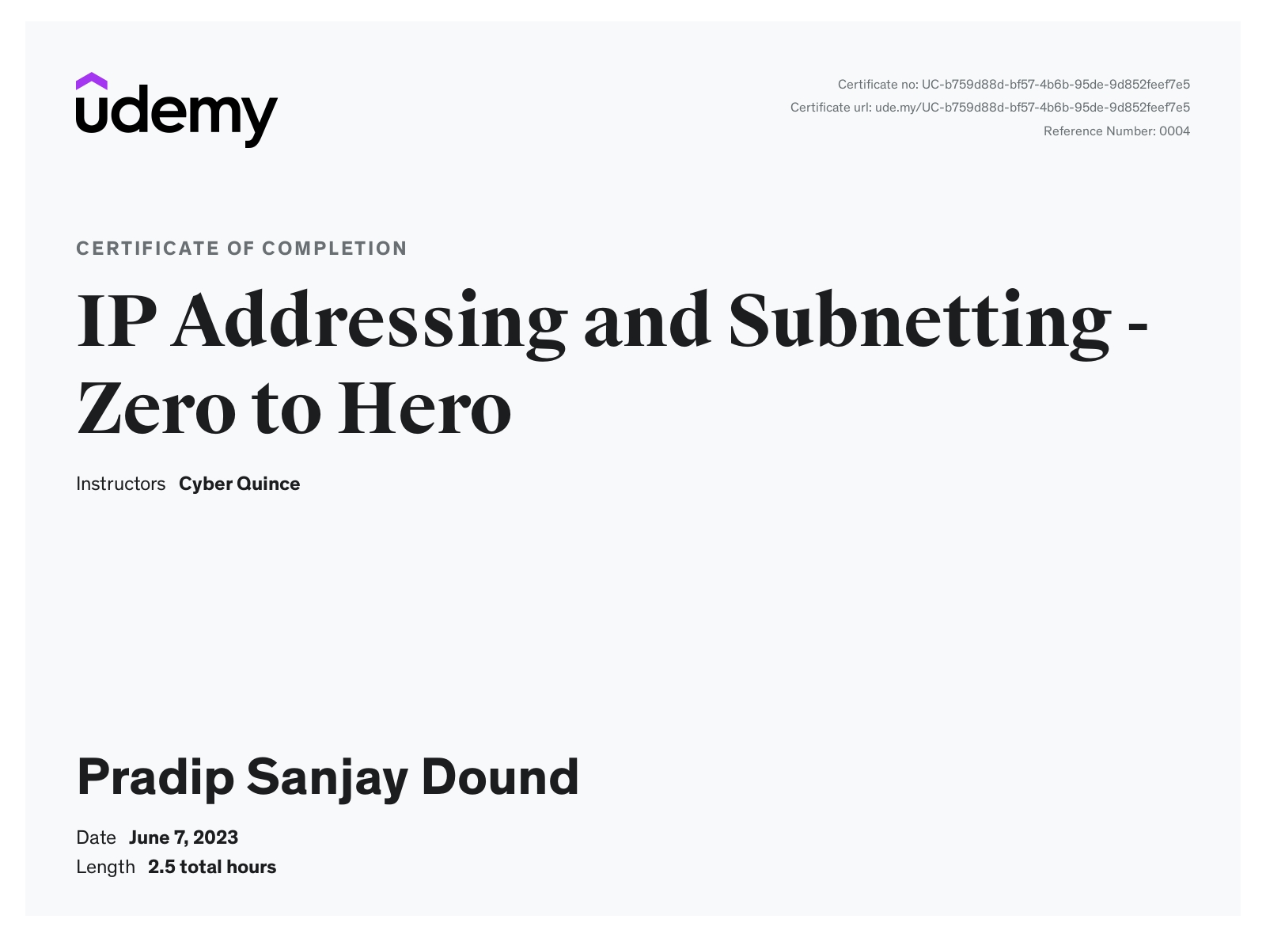 udemy
Certificate no: UC-b759d88d-bf57-4b6b-95de-9d852feef7e5
Certificate url: ude.my/UC-b759d88d-bf57-4b6b-95de-9d852feef7e5
Reference Number: 0004
CERTIFICATE OF COMPLETION
IP Addressing and Subnetting -
Zero to Hero
Instructors Cyber Quince
Pradip Sanjay Dound
Date June 7, 2023
Length 2.5 total hours